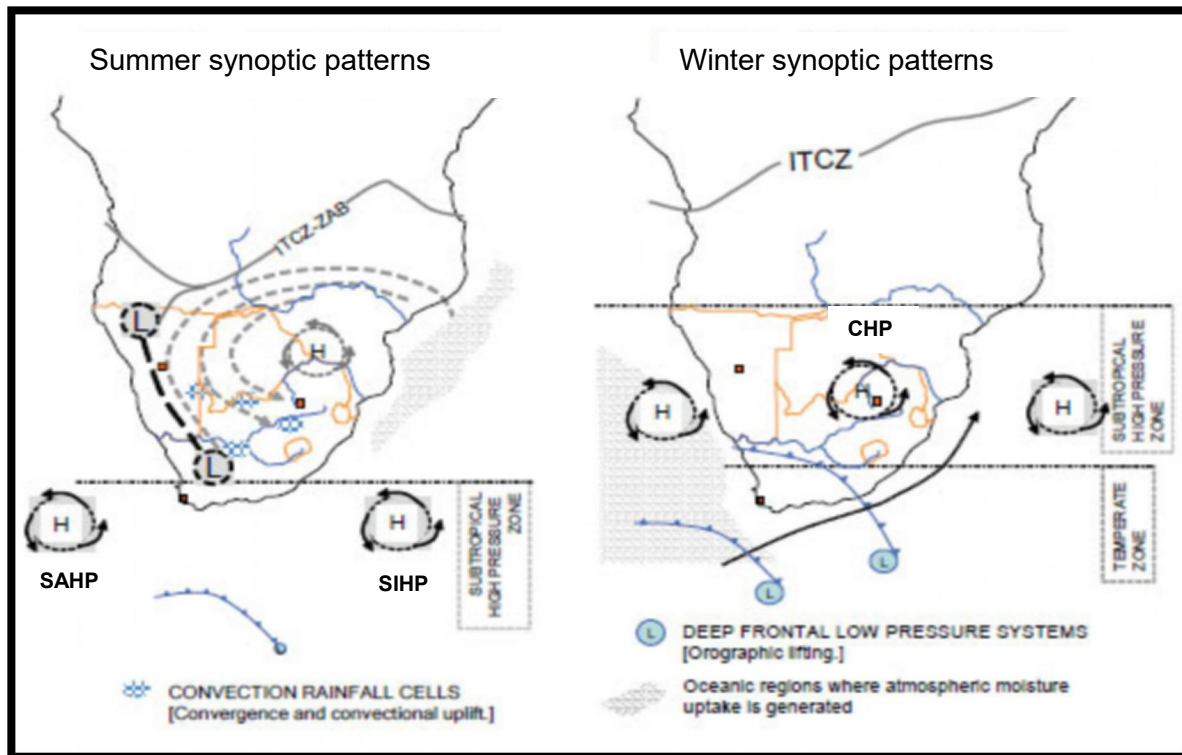 Summer synoptic patterns
Winter synoptic patterns
ITCZ-ZAB
L
H
L
H
SAHP
H
SIHP
SUBTROPICAL
HIGH PRESSURE
ZONE
CONVECTION RAINFALL CELLS
[Convergence and convectional uplift.]
ITCZ
CHP
H
H
H
SUBTROPICAL
HIGH PRESSURE
ZONE
TEMPERATE
ZONE
L
L
L
DEEP FRONTAL LOW PRESSURE SYSTEMS
[Orographic lifting.]
Oceanic regions where atmospheric moisture
uptake is generated